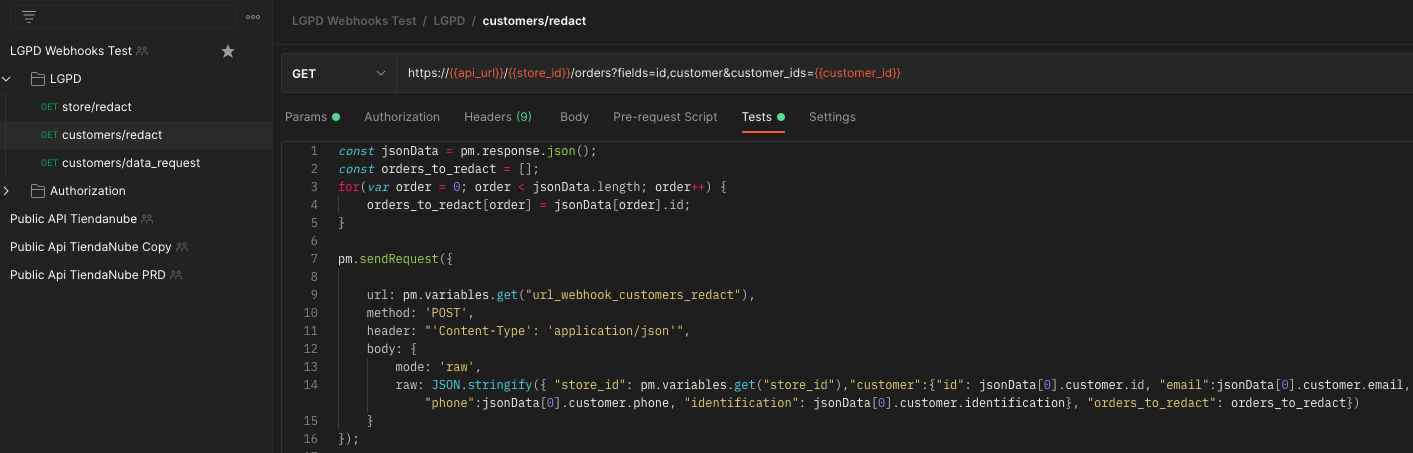 LGPD Webhooks Test / LGPD / customers/redact
LGPD Webhooks Test
LGPD
GET store/redact
GET customers/redact
GET customers/data_request
Authorization
Public API Tiendanube
Public Api TiendaNube Copy
Public Api TiendaNube PRD
GET https://{{api_url}}/{{store_id}}/orders?fields=id,customer&customer_ids={{customer_id}}
Params Authorization Headers (9) Body Pre-request Script Tests Settings
1 const jsonData = pm.response.json();
2 const orders_to_redact = [];
3 for(var order = 0; order < jsonData.length; order++) {
4 orders_to_redact[order] = jsonData[order].id;
5 }
6
7 pm.sendRequest({
8
9 url: pm.variables.get("url_webhook_customers_redact"),
10 method: 'POST',
11 header: "'Content-Type': 'application/json'",
12 body: {
13 mode: 'raw',
14 raw: JSON.stringify({ "store_id": pm.variables.get("store_id"),"customer":{"id": jsonData[0].customer.id, "email":jsonData[0].customer.email,
"phone":jsonData[0].customer.phone, "identification": jsonData[0].customer.identification}, "orders_to_redact": orders_to_redact})
15 }
16 });